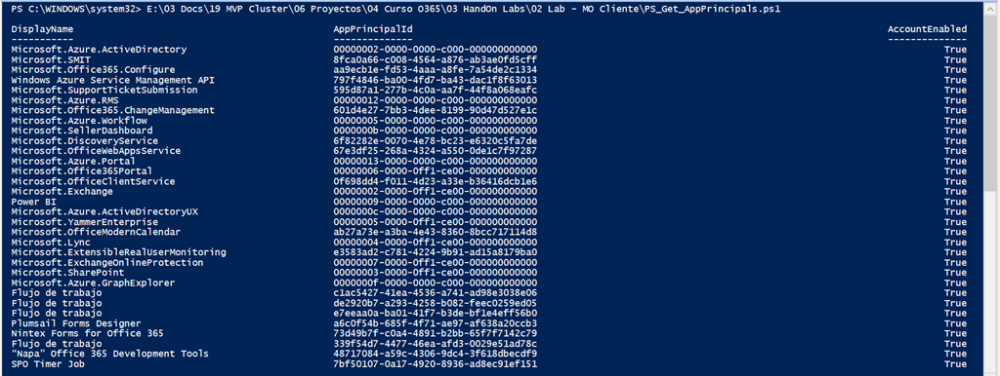 PS C:\WINDOWS\system32> E:\03 Docs\19 MVP Cluster\06 Proyectos\04 Curso O365\03 HandOn Labs\02 Lab - MO Cliente\PS_Get_AppPrincipals.ps1
DisplayName AppPrincipalId AccountEnabled
----------- -------------- --------------
Microsoft.Azure.ActiveDirectory 00000002-0000-0000-c000-000000000000 True
Microsoft.SMIT 8fca0a66-c008-4564-a876-ab3ae0fd5cff True
Microsoft.Office365.Configure aa9ecb1e-fd53-4aaa-a8fe-7a54de2c1334 True
Windows Azure Service Management API 797f4846-ba00-4fd7-ba43-dac1f8f63013 True
Microsoft.SupportTicketSubmission 595d87a1-277b-4c0a-aa7f-44f8a068eafc True
Microsoft.Azure.RMS 00000012-0000-0000-c000-000000000000 True
Microsoft.Office365.ChangeManagement 601d4e27-7bb3-4dee-8199-90d47d527e1c True
Microsoft.Azure.Workflow 00000005-0000-0000-c000-000000000000 True
Microsoft.SellerDashboard 0000000b-0000-0000-c000-000000000000 True
Microsoft.DiscoveryService 6f82282e-0070-4e78-bc23-e6320c5fa7de True
Microsoft.OfficeWebAppsService 67e3df25-268a-4324-a550-0de1c7f97287 True
Microsoft.Azure.Portal 00000013-0000-0000-c000-000000000000 True
Microsoft.Office365Portal 00000006-0000-0ff1-ce00-000000000000 True
Microsoft.OfficeClientService 0f698dd4-f011-4d23-a33e-b36416dcb1e6 True
Microsoft.Exchange 00000002-0000-0ff1-ce00-000000000000 True
Power BI 00000009-0000-0000-c000-000000000000 True
Microsoft.Azure.ActiveDirectoryUX 0000000c-0000-0000-c000-000000000000 True
Microsoft.YammerEnterprise 00000005-0000-0ff1-ce00-000000000000 True
Microsoft.OfficeModernCalendar ab27a73e-a3ba-4e43-8360-8bcc717114d8 True
Microsoft.Lync 00000004-0000-0ff1-ce00-000000000000 True
Microsoft.ExtensibleRealUserMonitoring e3583ad2-c781-4224-9b91-ad15a8179ba0 True
Microsoft.ExchangeOnlineProtection 00000007-0000-0ff1-ce00-000000000000 True
Microsoft.SharePoint 00000003-0000-0ff1-ce00-000000000000 True
Microsoft.Azure.GraphExplorer 0000000f-0000-0000-c000-000000000000 True
Flujo de trabajo c1ac5427-41ea-4536-a741-ad98e3038e06 True
Flujo de trabajo de2920b7-a293-4258-b082-feec0259ed05 True
Flujo de trabajo e7eeaa0a-ba01-41f7-b3de-bf1e4eff56b0 True
Plumsail Forms Designer a6c0f54b-685f-4f71-ae97-af638a20ccb3 True
Nintex Forms for Office 365 73d49b7f-c0a4-4891-b2bb-65f7f7142c79 True
Flujo de trabajo 339f54d7-4477-46ea-afd3-0029e51ad78c True
"Napa" Office 365 Development Tools 48717084-a59c-4306-9dc4-3f618dbecdf9 True
SPO Timer Job 7bf50107-0a17-4920-8936-ad8ec91ef151 True